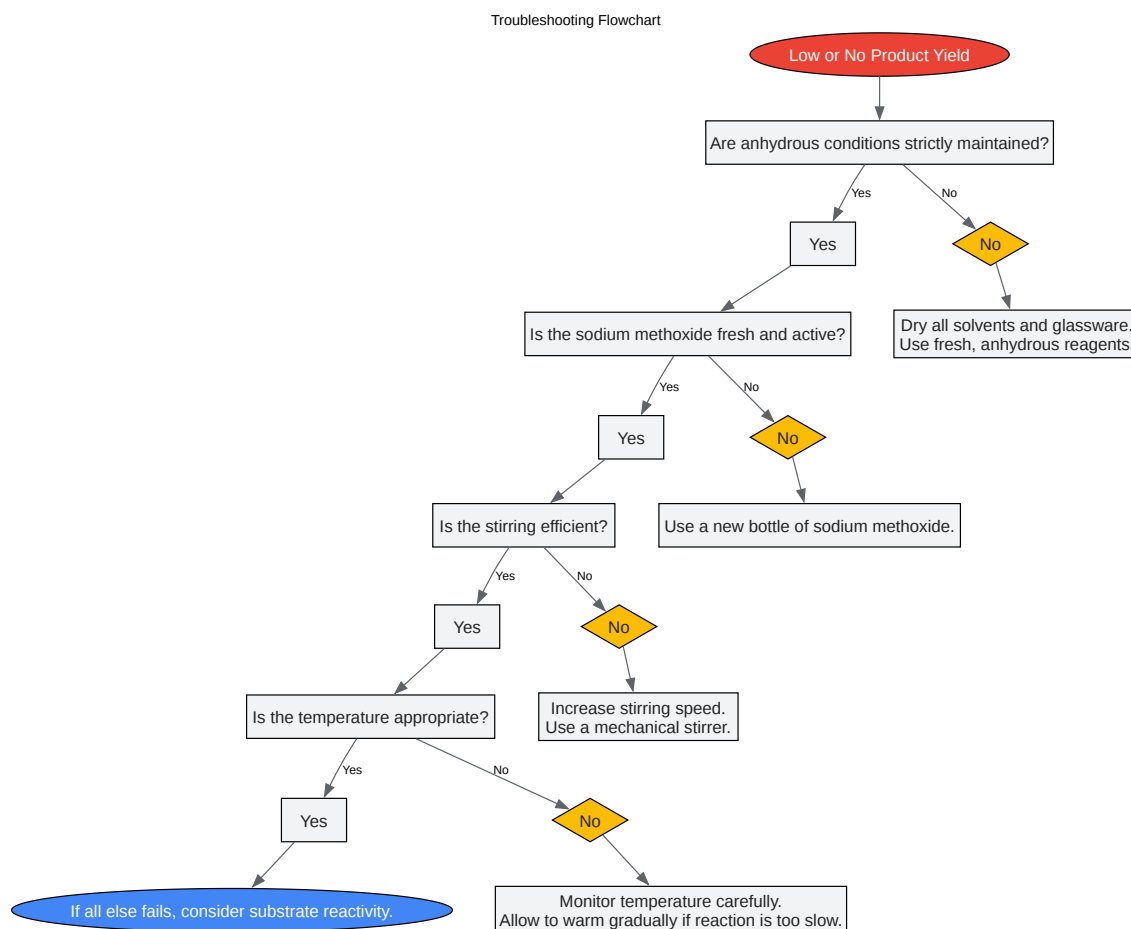 Troubleshooting Flowchart
Low or No Product Yield
Are anhydrous conditions strictly maintained?
Yes
No
Yes
No
Dry all solvents and glassware.
Use fresh, anhydrous reagents.
Is the sodium methoxide fresh and active?
Yes
No
Yes
No
Is the stirring efficient?
Use a new bottle of sodium methoxide.
Yes
No
Yes
No
Is the temperature appropriate?
Increase stirring speed.
Use a mechanical stirrer.
Yes
No
Yes
No
If all else fails, consider substrate reactivity.
Monitor temperature carefully.
Allow to warm gradually if reaction is too slow.